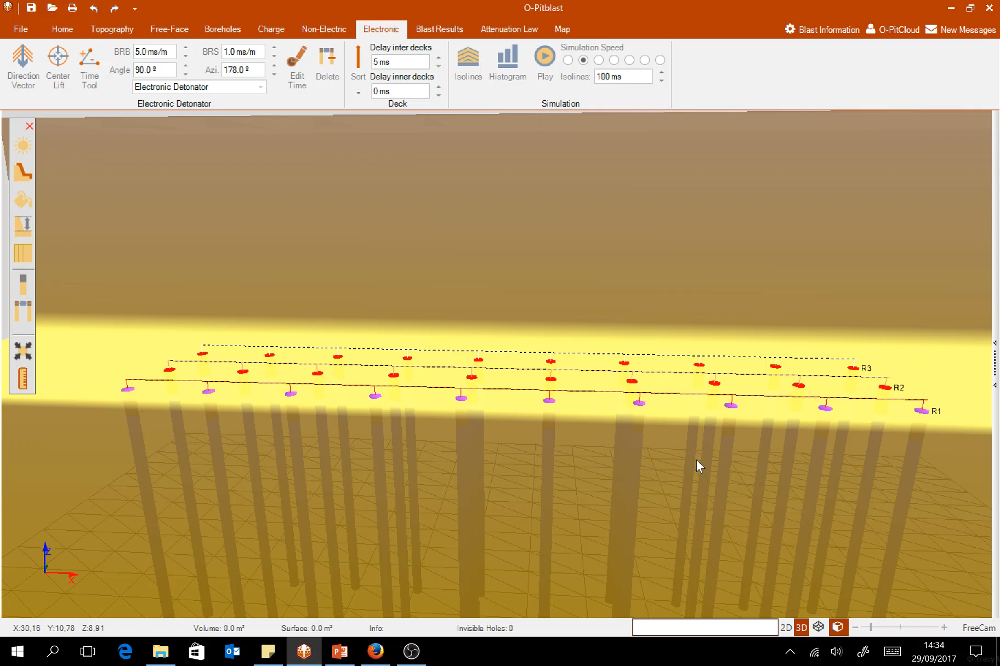 O-Pitblast
File Home Topography Free-Face Boreholes Charge Non-Electric Electronic Blast Results Attenuation Law Map Blast Information O-PitCloud New Messages
BRB 5.0 ms/m BRS 1.0 ms/m Delay inter decks Simulation Speed
5 ms
Angle 90.0 º Azi. 178.0 º
Direction Vector Center Lift Time Tool Edit Time Delete Sort Delay inner decks Isolines Histogram Play Isolines: 100 ms
Electronic Detonator 0 ms
Electronic Detonator Deck Simulation
R3
R2
R1
Z
X
X:30,16 Y:10,78 Z:8,91 Volume: 0.0 m³ Surface: 0.0 m² Info: Invisible Holes: 0 2D 3D FreeCam
14:34
29/09/2017